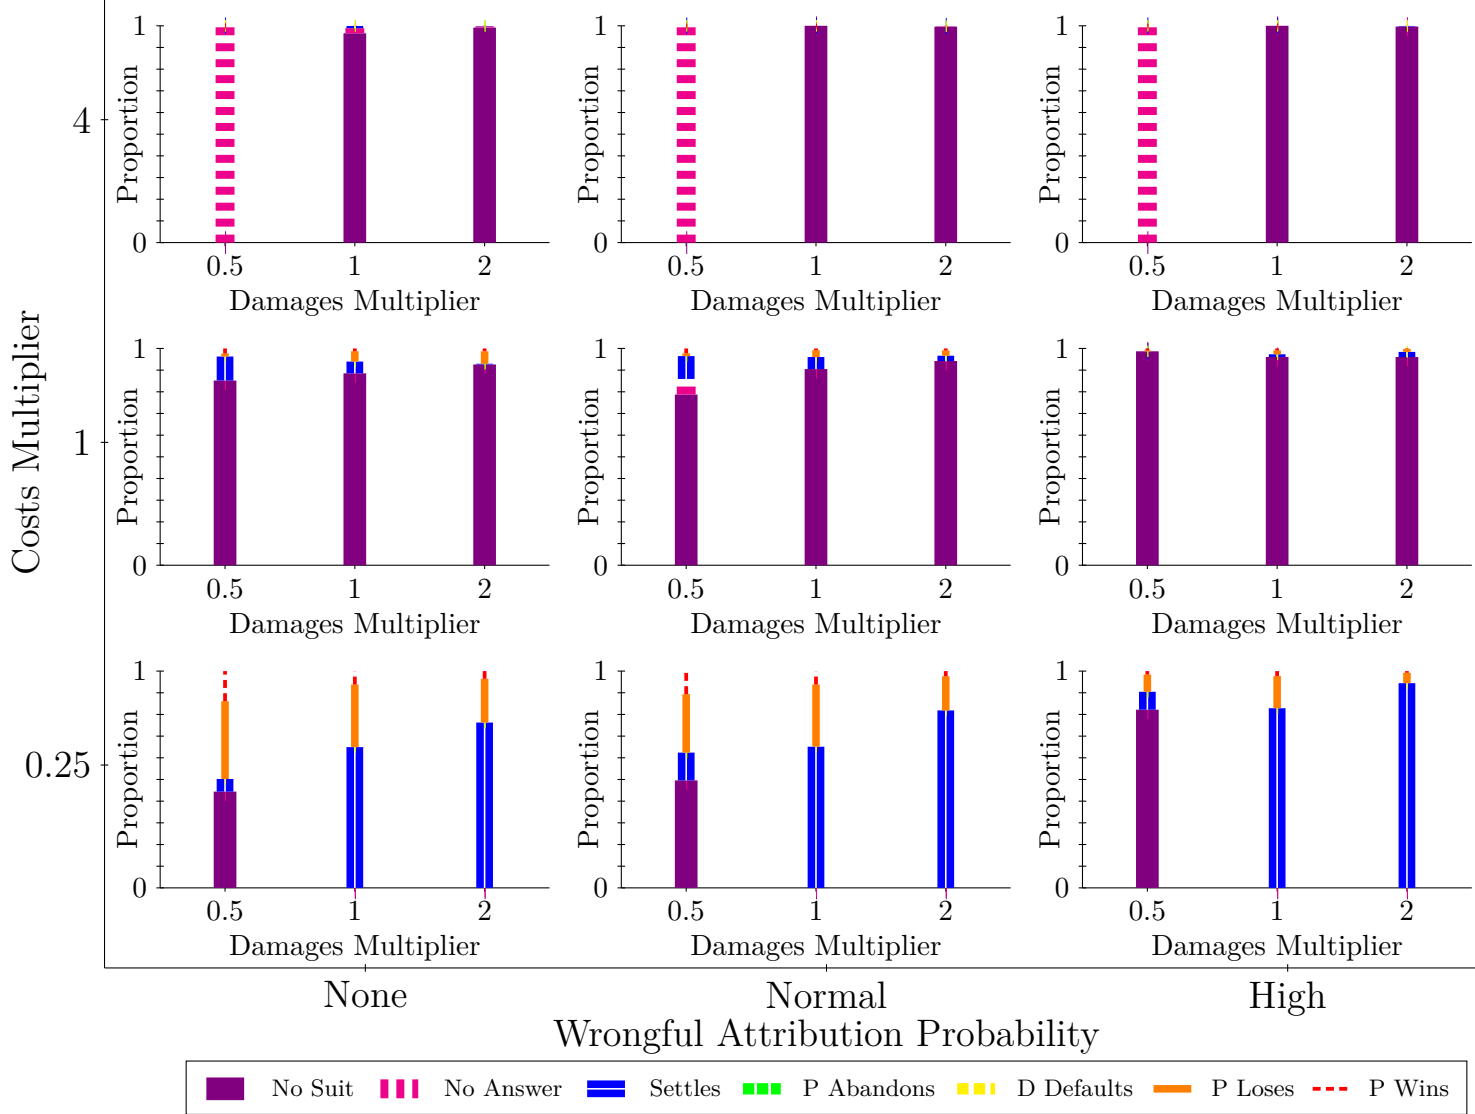 Costs Multiplier
4
1
0.25
Proportion
1
0
0.5 1 2
Damages Multiplier
Proportion
1
0
0.5 1 2
Damages Multiplier
Proportion
1
0
0.5 1 2
Damages Multiplier
Proportion
1
0
0.5 1 2
Damages Multiplier
Proportion
1
0
0.5 1 2
Damages Multiplier
Proportion
1
0
0.5 1 2
Damages Multiplier
Proportion
1
0
0.5 1 2
Damages Multiplier
Proportion
1
0
0.5 1 2
Damages Multiplier
Proportion
1
0
0.5 1 2
Damages Multiplier
None Normal High
Wrongful Attribution Probability
No Suit No Answer Settles P Abandons D Defaults P Loses P Wins